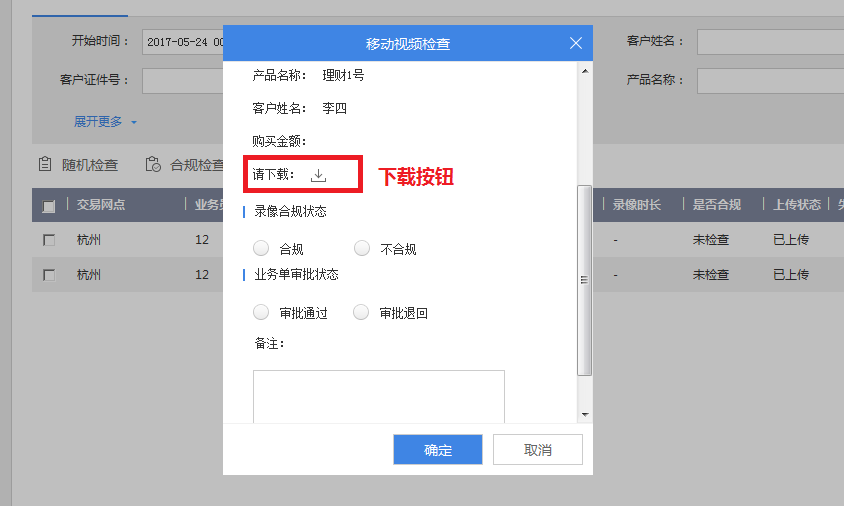 开始时间： 2017-05-24 00 客户姓名：
客户证件号： 产品名称：
展开更多
随机检查 合规检查
交易网点 业务员 录像时长 是否合规 上传状态
杭州 12 - 未检查 已上传
杭州 12 - 未检查 已上传
移动视频检查
产品名称： 理财1号
客户姓名： 李四
购买金额：
请下载： 下载按钮
录像合规状态
合规 不合规
业务单审批状态
审批通过 审批退回
备注：
确定 取消